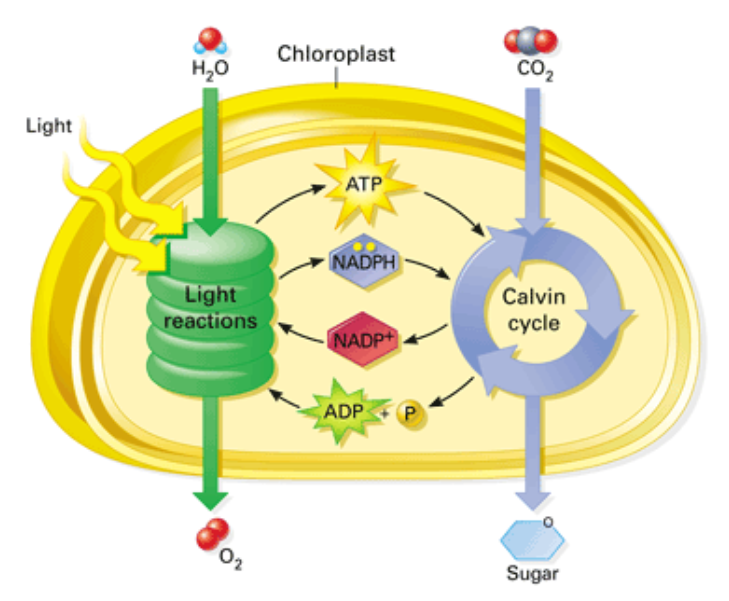 Chloroplast
H₂O
CO₂
Light
ATP
NADPH
Light
reactions
Calvin
cycle
NADP⁺
ADP + P
O₂
O
Sugar